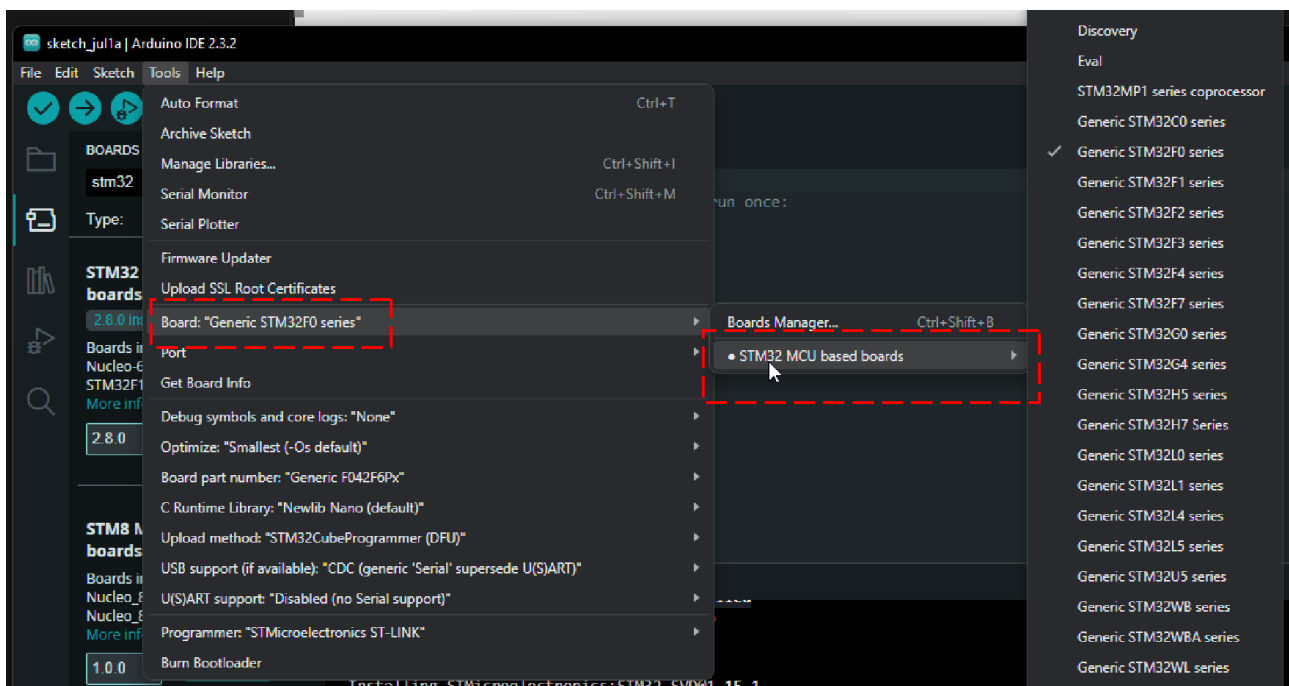 sketch_jul1a | Arduino IDE 2.3.2
File Edit Sketch Tools Help
BOARDS
stm32
Type:
STM32
boards
2.8.0
Boards
Nucleo-6
STM32F1
More inf
2.8.0
STM8 M
boards
Boards
Nucleo_8
Nucleo_8
More inf
1.0.0
Auto Format Ctrl+T
Archive Sketch
Manage Libraries... Ctrl+Shift+I
Serial Monitor Ctrl+Shift+M
Serial Plotter
Firmware Updater
Upload SSL Root Certificates
Board: "Generic STM32F0 series"
Port
Get Board Info
Debug symbols and core logs: "None"
Optimize: "Smallest (-Os default)"
Board part number: "Generic F042F6Px"
C Runtime Library: "Newlib Nano (default)"
Upload method: "STM32CubeProgrammer (DFU)"
USB support (if available): "CDC (generic 'Serial' supersede U(S)ART)"
U(S)ART support: "Disabled (no Serial support)"
Programmer: "STMicroelectronics ST-LINK"
Burn Bootloader
run once:
Boards Manager... Ctrl+Shift+B
STM32 MCU based boards
Discovery
Eval
STM32MP1 series coprocessor
Generic STM32C0 series
Generic STM32F0 series
Generic STM32F1 series
Generic STM32F2 series
Generic STM32F3 series
Generic STM32F4 series
Generic STM32F7 series
Generic STM32G0 series
Generic STM32G4 series
Generic STM32H5 series
Generic STM32H7 Series
Generic STM32L0 series
Generic STM32L1 series
Generic STM32L4 series
Generic STM32L5 series
Generic STM32U5 series
Generic STM32WB series
Generic STM32WBA series
Generic STM32WL series